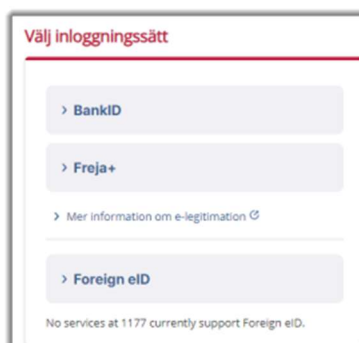 Välj inloggningssätt
BankID
Freja+
Mer information om e-legitimation
Foreign eID
No services at 1177 currently support Foreign eID.